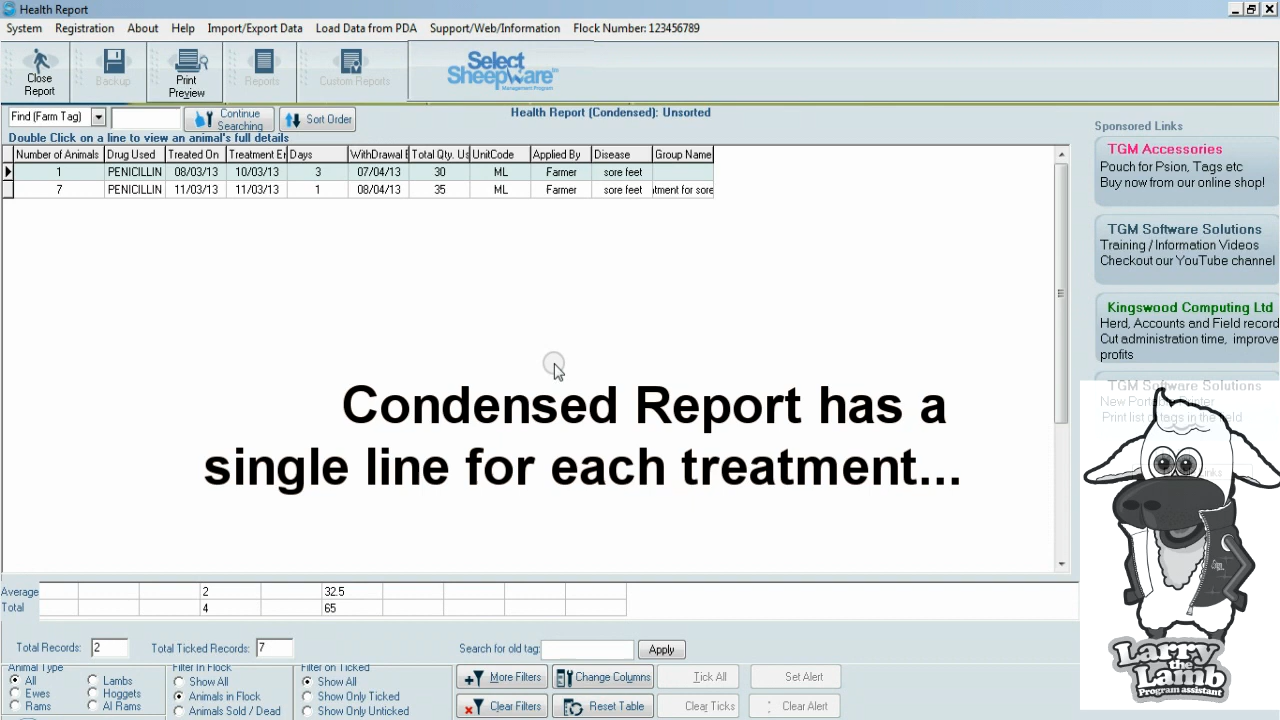 Health Report
System Registration About Help Import/Export Data Load Data from PDA Support/Web/Information Flock Number: 123456789
Close Report
Backup
Print Preview
Reports
Custom Reports
Select SheepWare
Management Program
Find (Farm Tag)
Continue Searching
Sort Order
Health Report (Condensed): Unsorted
Double Click on a line to view an animal's full details
Number of Animals Drug Used Treated On Treatment Er Days WithDrawal E Total Qty. Us UnitCode Applied By Disease Group Name
1 PENICILLIN 08/03/13 10/03/13 3 07/04/13 30 ML Farmer sore feet
7 PENICILLIN 11/03/13 11/03/13 1 08/04/13 35 ML Farmer sore feet tment for sore
Condensed Report has a
single line for each treatment...
Sponsored Links
TGM Accessories
Pouch for Psion, Tags etc
Buy now from our online shop!
TGM Software Solutions
Training / Information Videos
Checkout our YouTube channel
Kingswood Computing Ltd
Herd, Accounts and Field record
Cut administration time, improve
profits
TGM Software Solutions
Larry the Lamb
Program assistant
Average 2 32.5
Total 4 65
Total Records: 2 Total Ticked Records: 7 Search for old tag: Apply
Animal Type
All Lambs
Ewes Hoggets
Rams All Rams
Filter In Flock
Show All
Animals in Flock
Animals Sold / Dead
Filter on Ticked
Show All
Show Only Ticked
Show Only Unticked
More Filters Change Columns Tick All Set Alert
Clear Filters Reset Table Clear Ticks Clear Alert